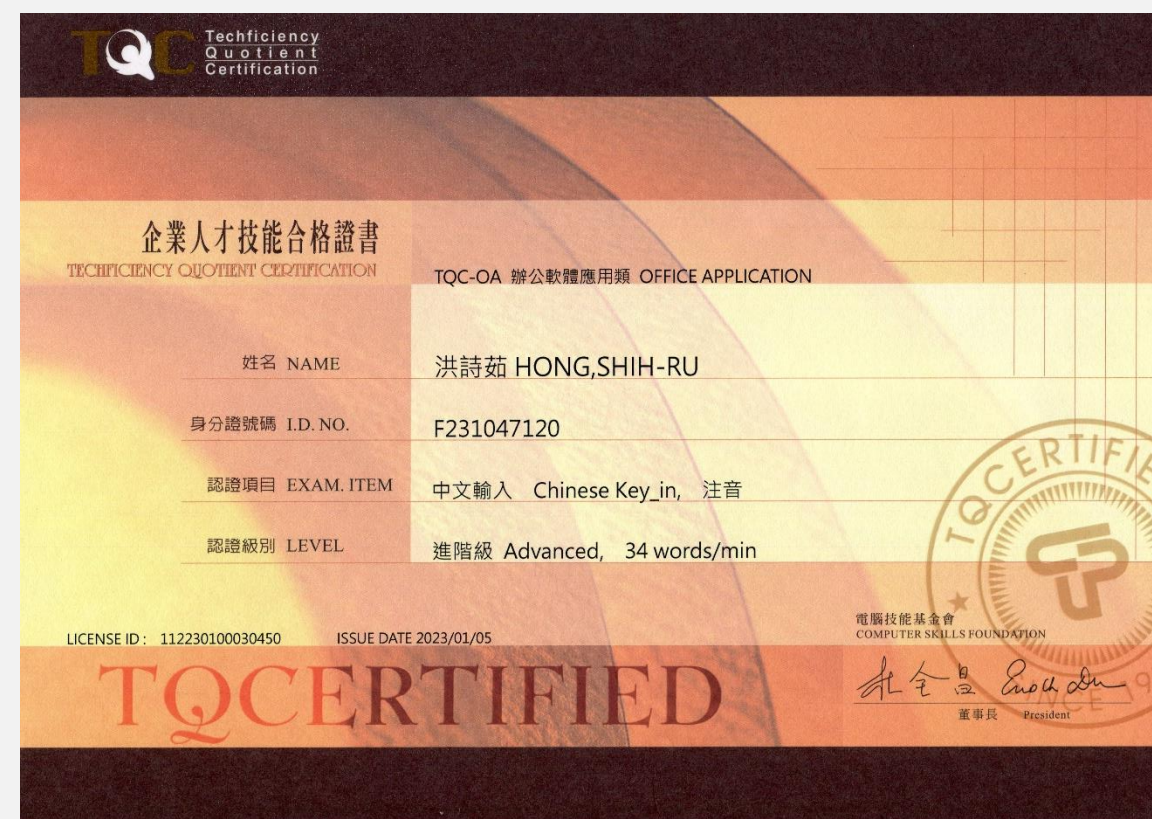 TQC
Techficiency
Quotient
Certification
企業人才技能合格證書
TECHFICIENCY QUOTIENT CERTIFICATION
TQC-OA 辦公軟體應用類 OFFICE APPLICATION
姓名 NAME 洪詩茹 HONG,SHIH-RU
身分證號碼 I.D. NO. F231047120
認證項目 EXAM. ITEM 中文輸入 Chinese Key_in, 注音
認證級別 LEVEL 進階級 Advanced, 34 words/min
LICENSE ID : 112230100030450 ISSUE DATE 2023/01/05
電腦技能基金會
COMPUTER SKILLS FOUNDATION
TQCERTIFIED
董事長 President
TQCERTIFIE